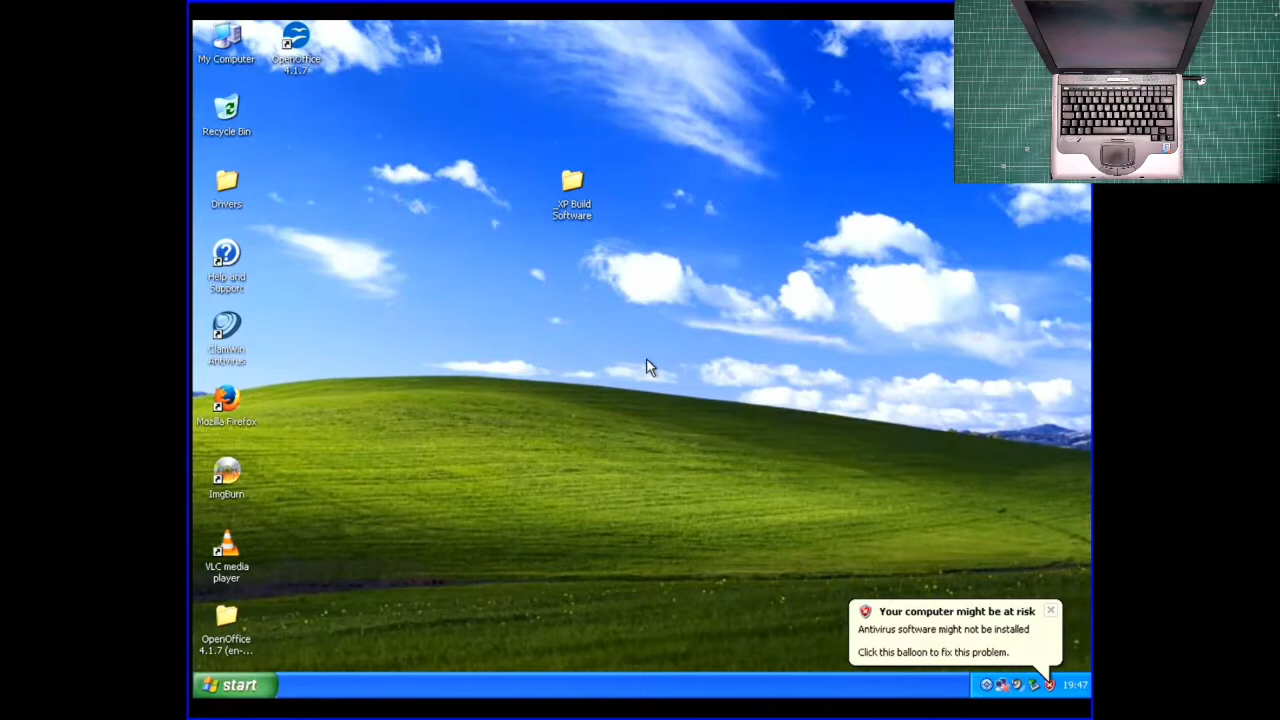 My Computer
OpenOffice
4.1.7
Recycle Bin
Drivers
_XP Build
Software
Help and
Support
ClamWin
Antivirus
Mozilla Firefox
ImgBurn
VLC media
player
OpenOffice
4.1.7 (en-...
Your computer might be at risk
Antivirus software might not be installed
Click this balloon to fix this problem.
start
19:47